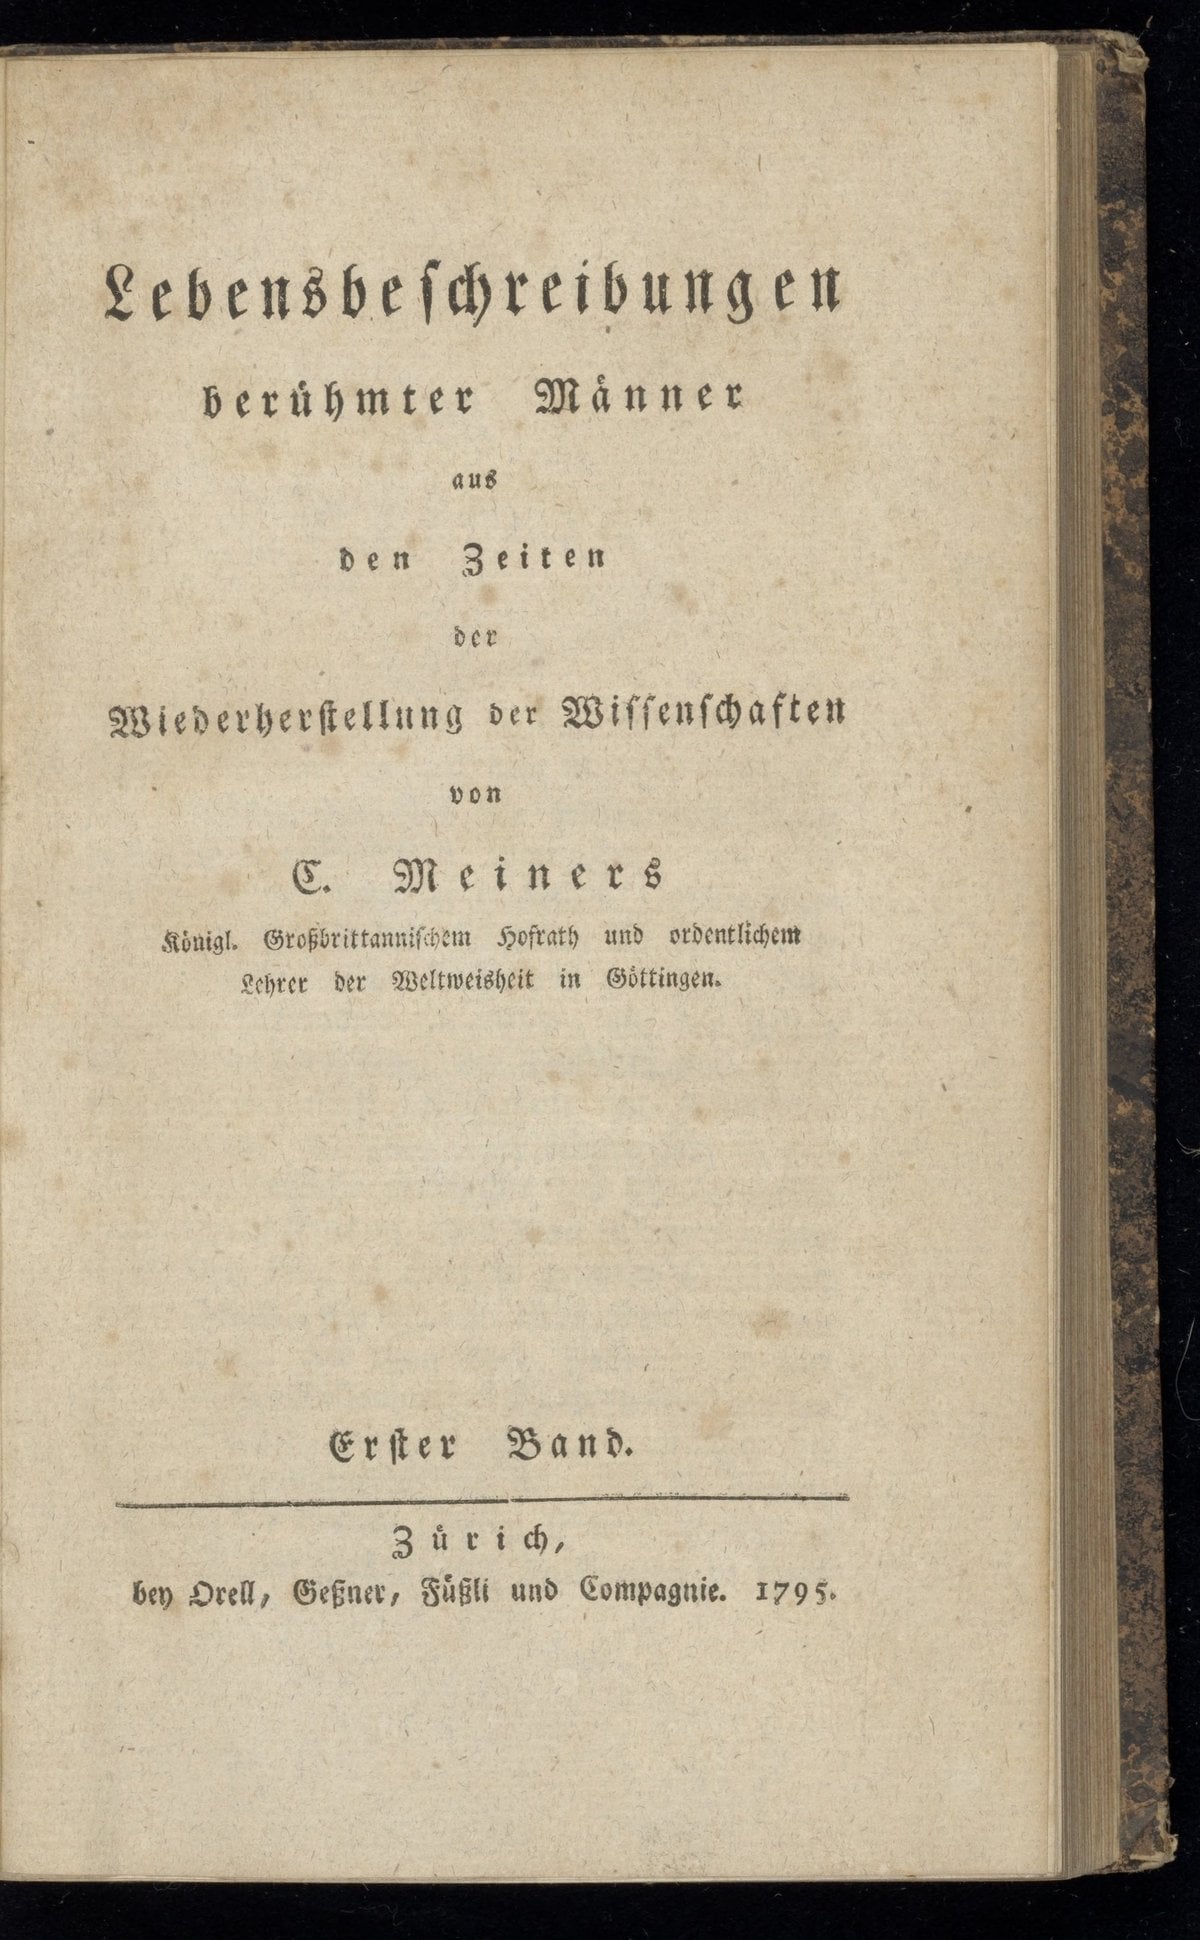 Lebensbeschreibungen
berühmter Männer
aus
den Zeiten
der
Wiederherstellung der Wissenschaften
von
C. Meiners
Königl. Großbrittannischem Hofrath und ordentlichem
Lehrer der Weltweisheit in Göttingen.
Erster Band.
Zürich,
bey Orell, Geßner, Füßli und Compagnie. 1795.